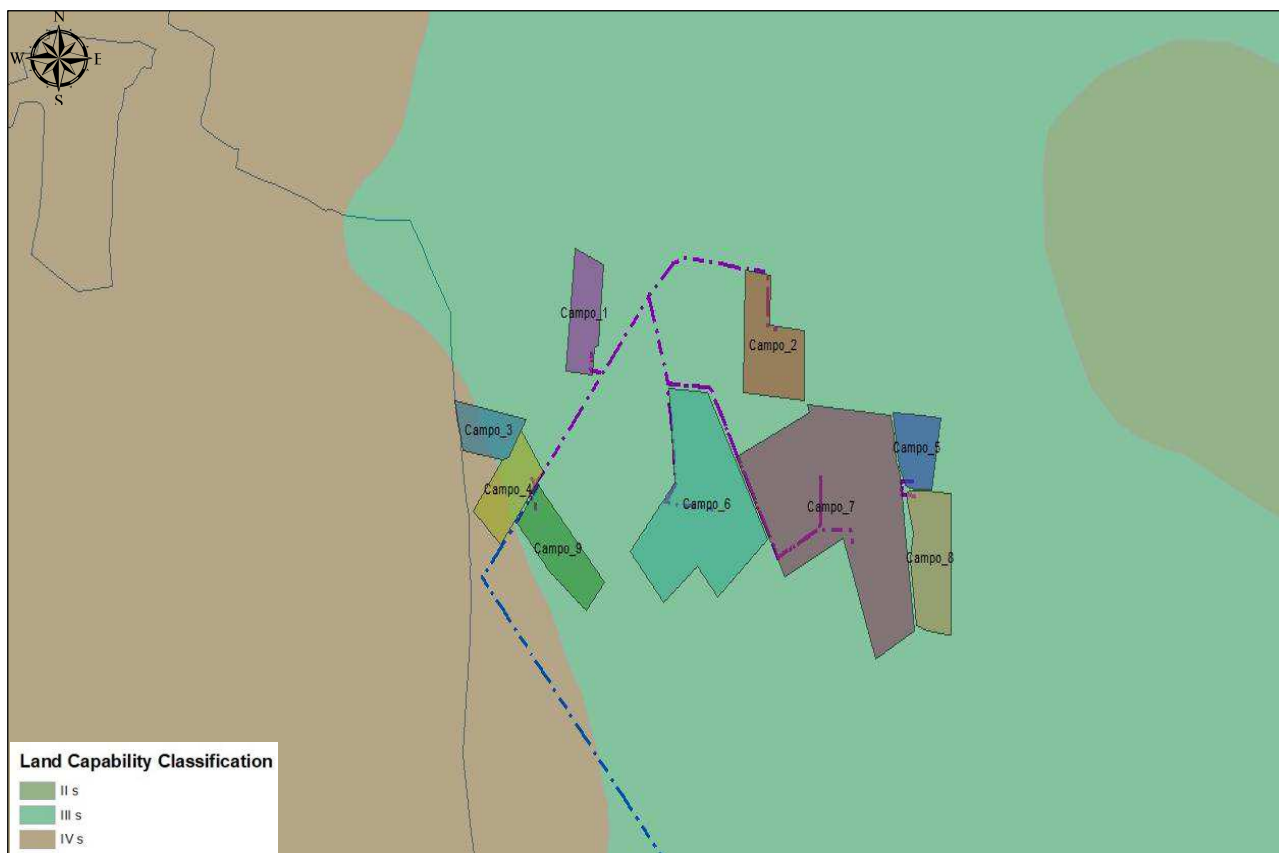 N
W E
S
Campo_1
Campo_2
Campo_3
Campo_5
Campo_4
Campo_6
Campo_7
Campo_9
Campo_8
Land Capability Classification
II s
III s
IV s